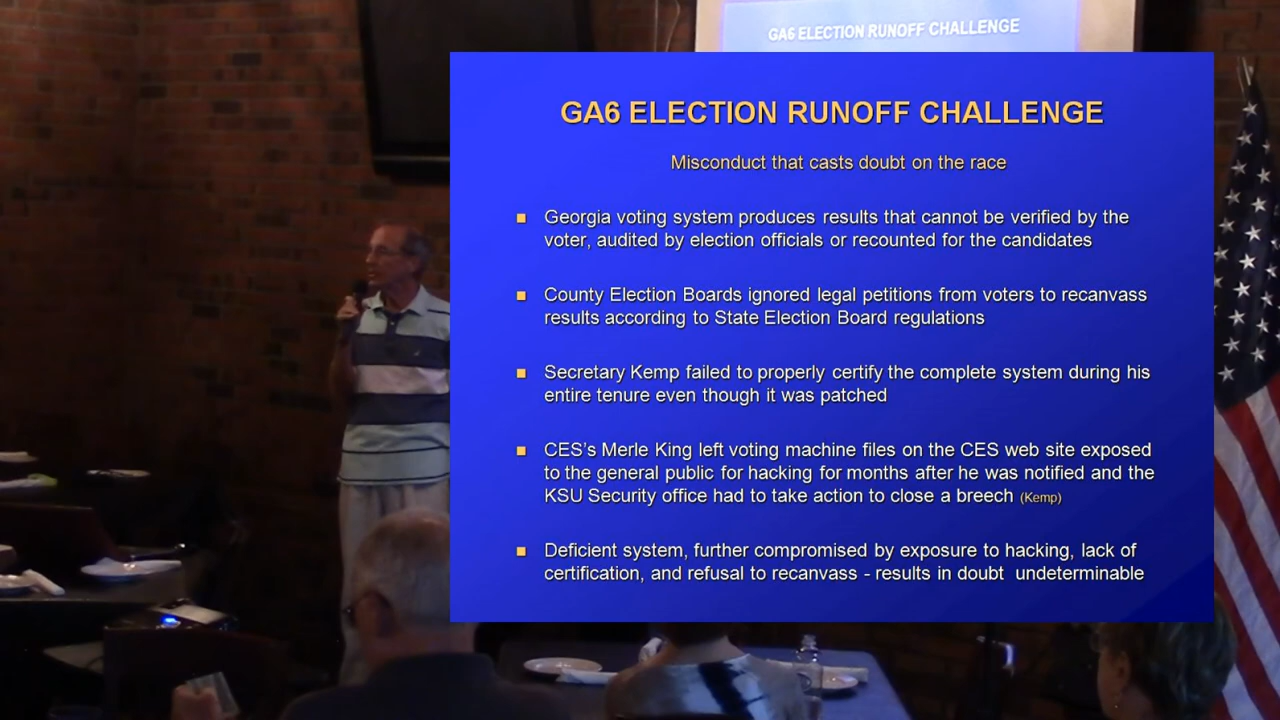 GA6 ELECTION RUNOFF CHALLENGE
GA6 ELECTION RUNOFF CHALLENGE
Misconduct that casts doubt on the race
Georgia voting system produces results that cannot be verified by the
voter, audited by election officials or recounted for the candidates
County Election Boards ignored legal petitions from voters to recanvass
results according to State Election Board regulations
Secretary Kemp failed to properly certify the complete system during his
entire tenure even though it was patched
CES's Merle King left voting machine files on the CES web site exposed
to the general public for hacking for months after he was notified and the
KSU Security office had to take action to close a breech (Kemp)
Deficient system, further compromised by exposure to hacking, lack of
certification, and refusal to recanvass - results in doubt undeterminable